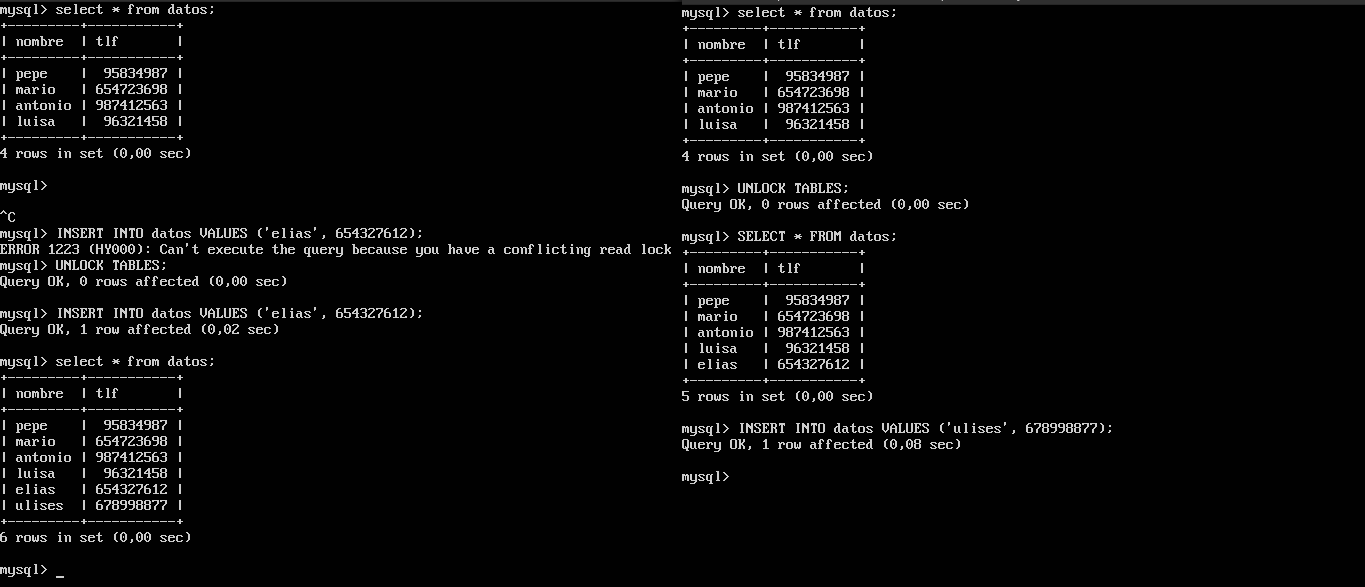 mysql> select * from datos;
+---------+-----------+
| nombre  | tlf       |
+---------+-----------+
| pepe    |  95834987 |
| mario   | 654723698 |
| antonio | 987412563 |
| luisa   |  96321458 |
+---------+-----------+
4 rows in set (0,00 sec)
mysql>
^C
mysql> INSERT INTO datos VALUES ('elias', 654327612);
ERROR 1223 (HY000): Can't execute the query because you have a conflicting read lock
mysql> UNLOCK TABLES;
Query OK, 0 rows affected (0,00 sec)
mysql> INSERT INTO datos VALUES ('elias', 654327612);
Query OK, 1 row affected (0,02 sec)
mysql> select * from datos;
+---------+-----------+
| nombre  | tlf       |
+---------+-----------+
| pepe    |  95834987 |
| mario   | 654723698 |
| antonio | 987412563 |
| luisa   |  96321458 |
| elias   | 654327612 |
| ulises  | 678998877 |
+---------+-----------+
6 rows in set (0,00 sec)
mysql> _
mysql> select * from datos;
+---------+-----------+
| nombre  | tlf       |
+---------+-----------+
| pepe    |  95834987 |
| mario   | 654723698 |
| antonio | 987412563 |
| luisa   |  96321458 |
+---------+-----------+
4 rows in set (0,00 sec)
mysql> UNLOCK TABLES;
Query OK, 0 rows affected (0,00 sec)
mysql> SELECT * FROM datos;
+---------+-----------+
| nombre  | tlf       |
+---------+-----------+
| pepe    |  95834987 |
| mario   | 654723698 |
| antonio | 987412563 |
| luisa   |  96321458 |
| elias   | 654327612 |
+---------+-----------+
5 rows in set (0,00 sec)
mysql> INSERT INTO datos VALUES ('ulises', 678998877);
Query OK, 1 row affected (0,08 sec)
mysql>